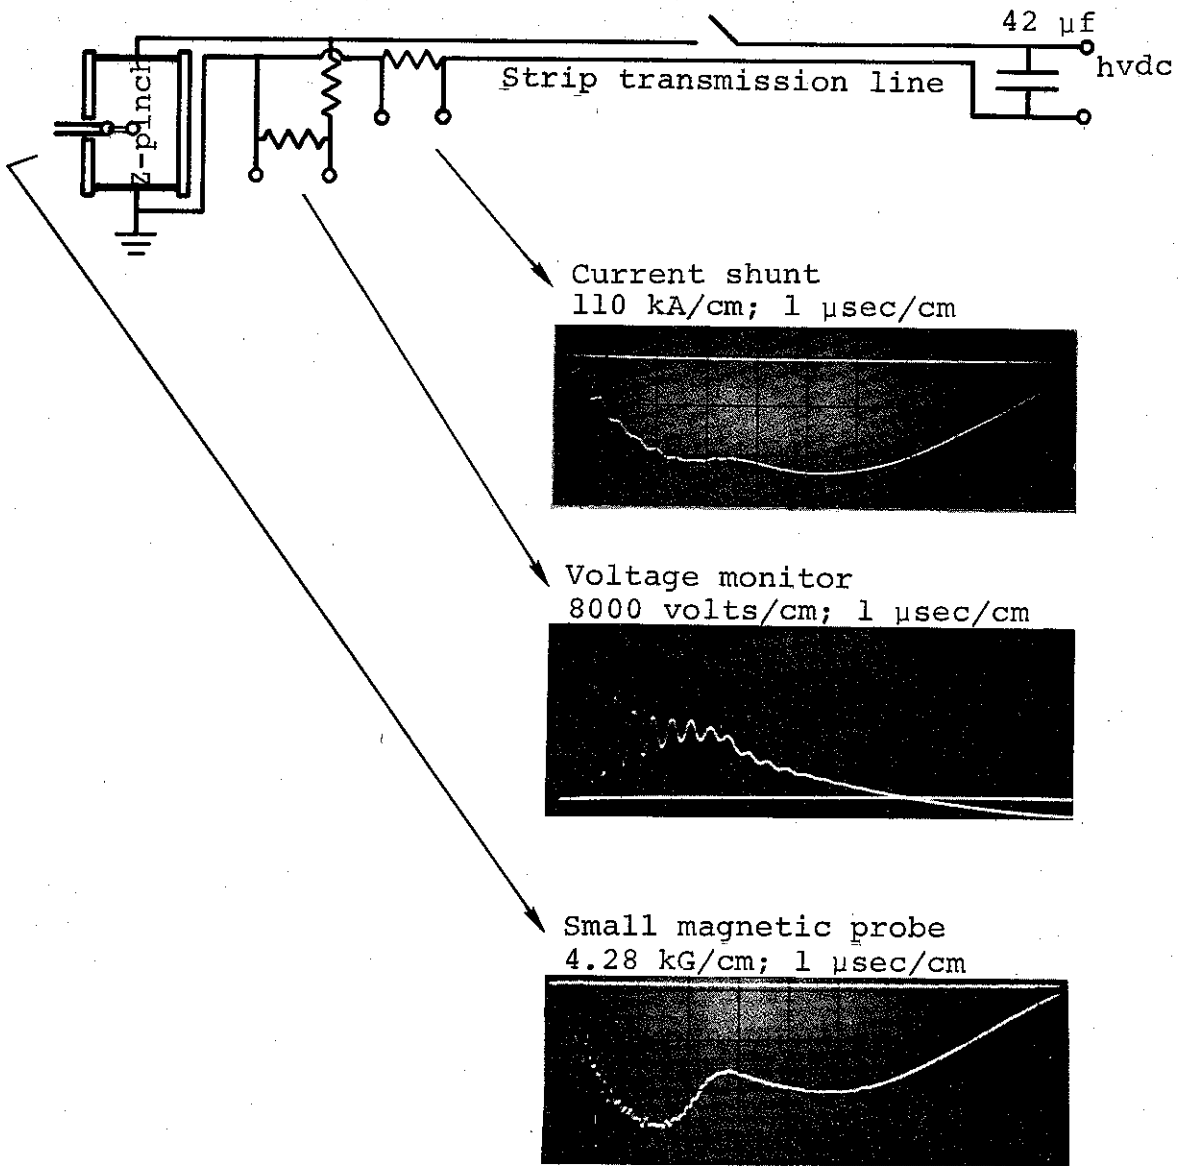 42 μf
hvdc
Strip transmission line
Z-pinch
Current shunt
110 kA/cm; 1 μsec/cm
Voltage monitor
8000 volts/cm; 1 μsec/cm
Small magnetic probe
4.28 kG/cm; 1 μsec/cm